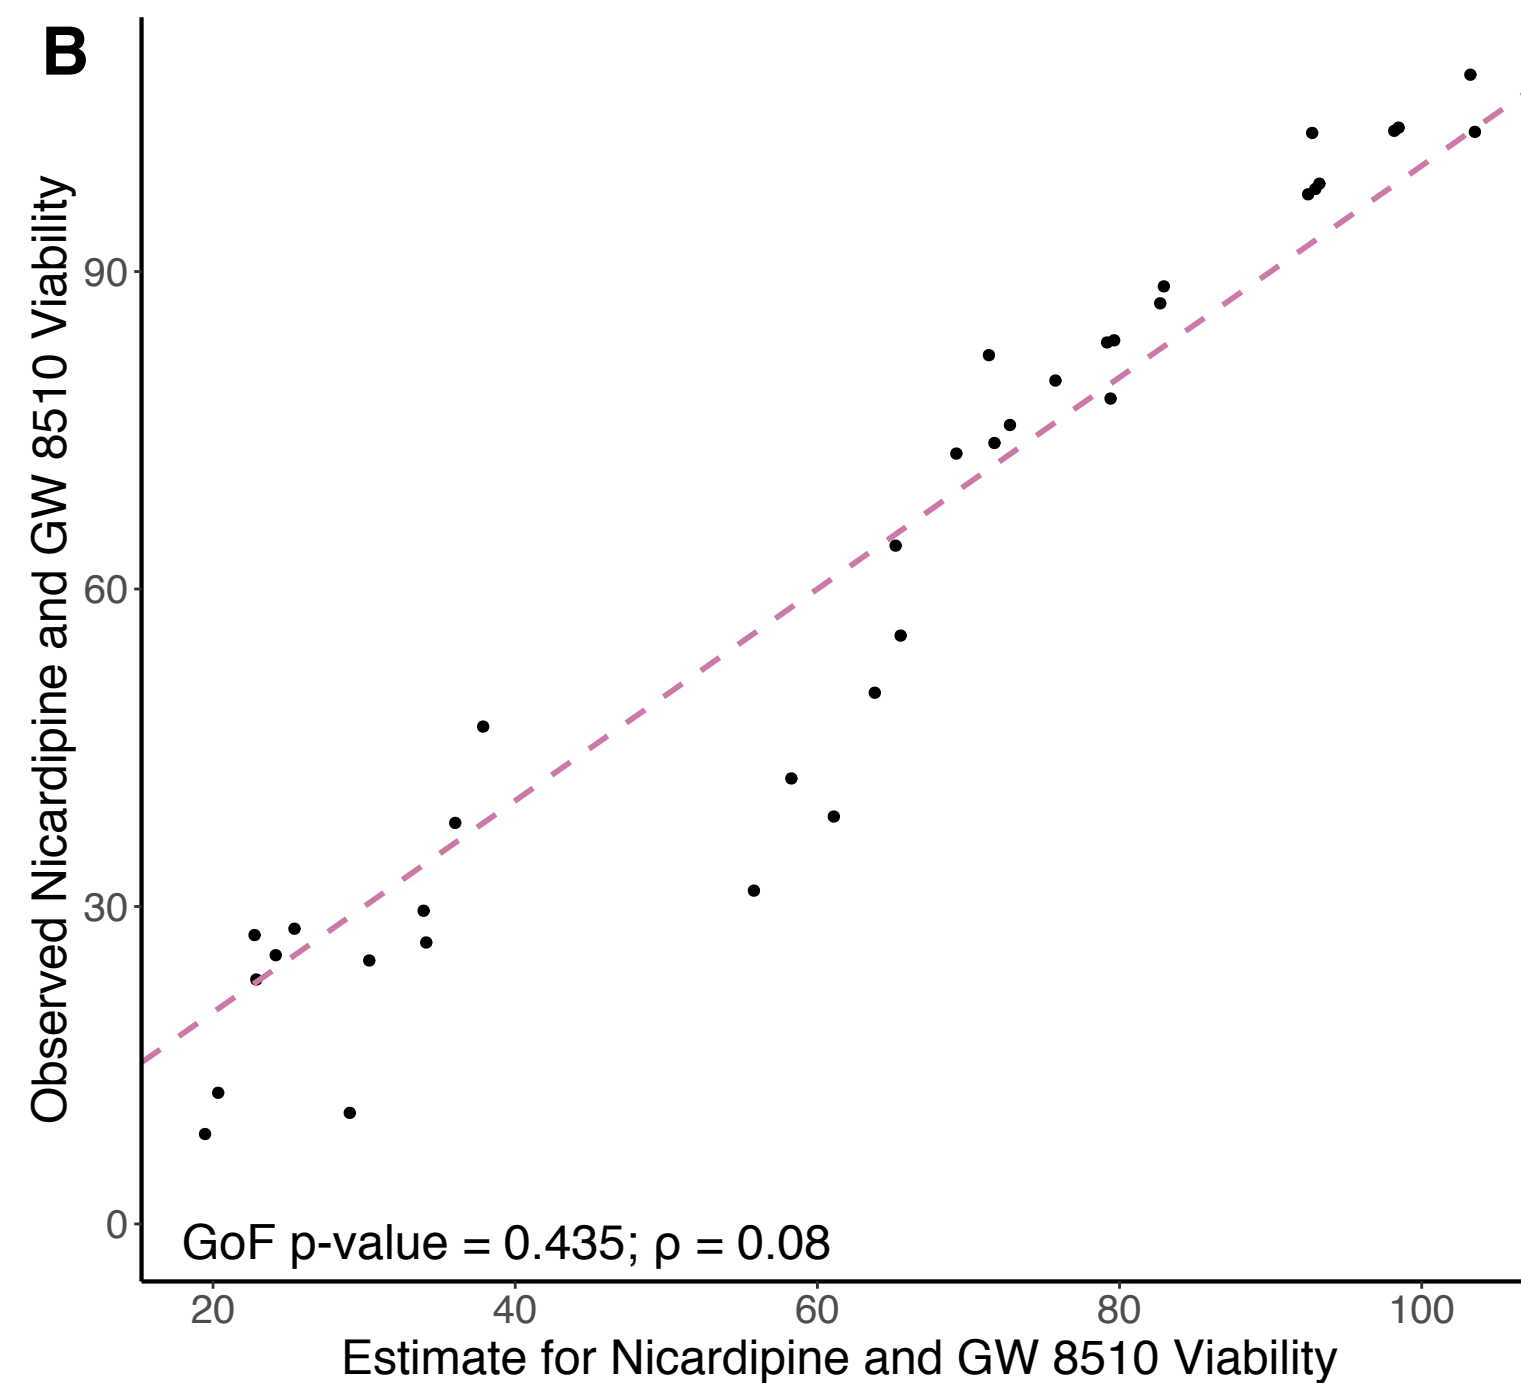 B
Observed Nicardipine and GW 8510 Viability
90
60
30
0
GoF p-value = 0.435; ρ = 0.08
20 40 60 80 100
Estimate for Nicardipine and GW 8510 Viability